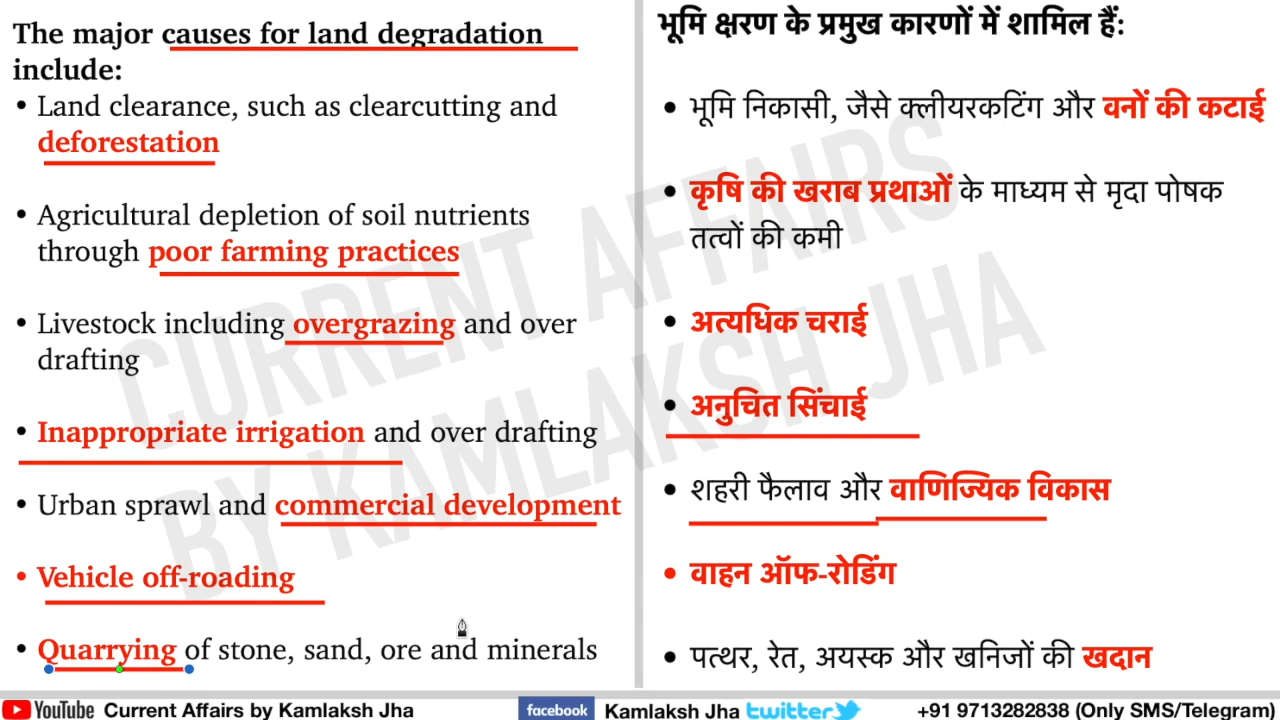 The major causes for land degradation
include:
• Land clearance, such as clearcutting and
deforestation
• Agricultural depletion of soil nutrients
through poor farming practices
• Livestock including overgrazing and over
drafting
• Inappropriate irrigation and over drafting
• Urban sprawl and commercial development
• Vehicle off-roading
• Quarrying of stone, sand, ore and minerals
भूमि क्षरण के प्रमुख कारणों में शामिल हैं:
• भूमि निकासी, जैसे क्लीयरकटिंग और वनों की कटाई
• कृषि की खराब प्रथाओं के माध्यम से मृदा पोषक
तत्वों की कमी
• अत्यधिक चराई
• अनुचित सिंचाई
• शहरी फैलाव और वाणिज्यिक विकास
• वाहन ऑफ-रोडिंग
• पत्थर, रेत, अयस्क और खनिजों की खदान
CURRENT AFFAIRS
BY KAMLAKSH JHA
YouTube Current Affairs by Kamlaksh Jha facebook Kamlaksh Jha twitter +91 9713282838 (Only SMS/Telegram)